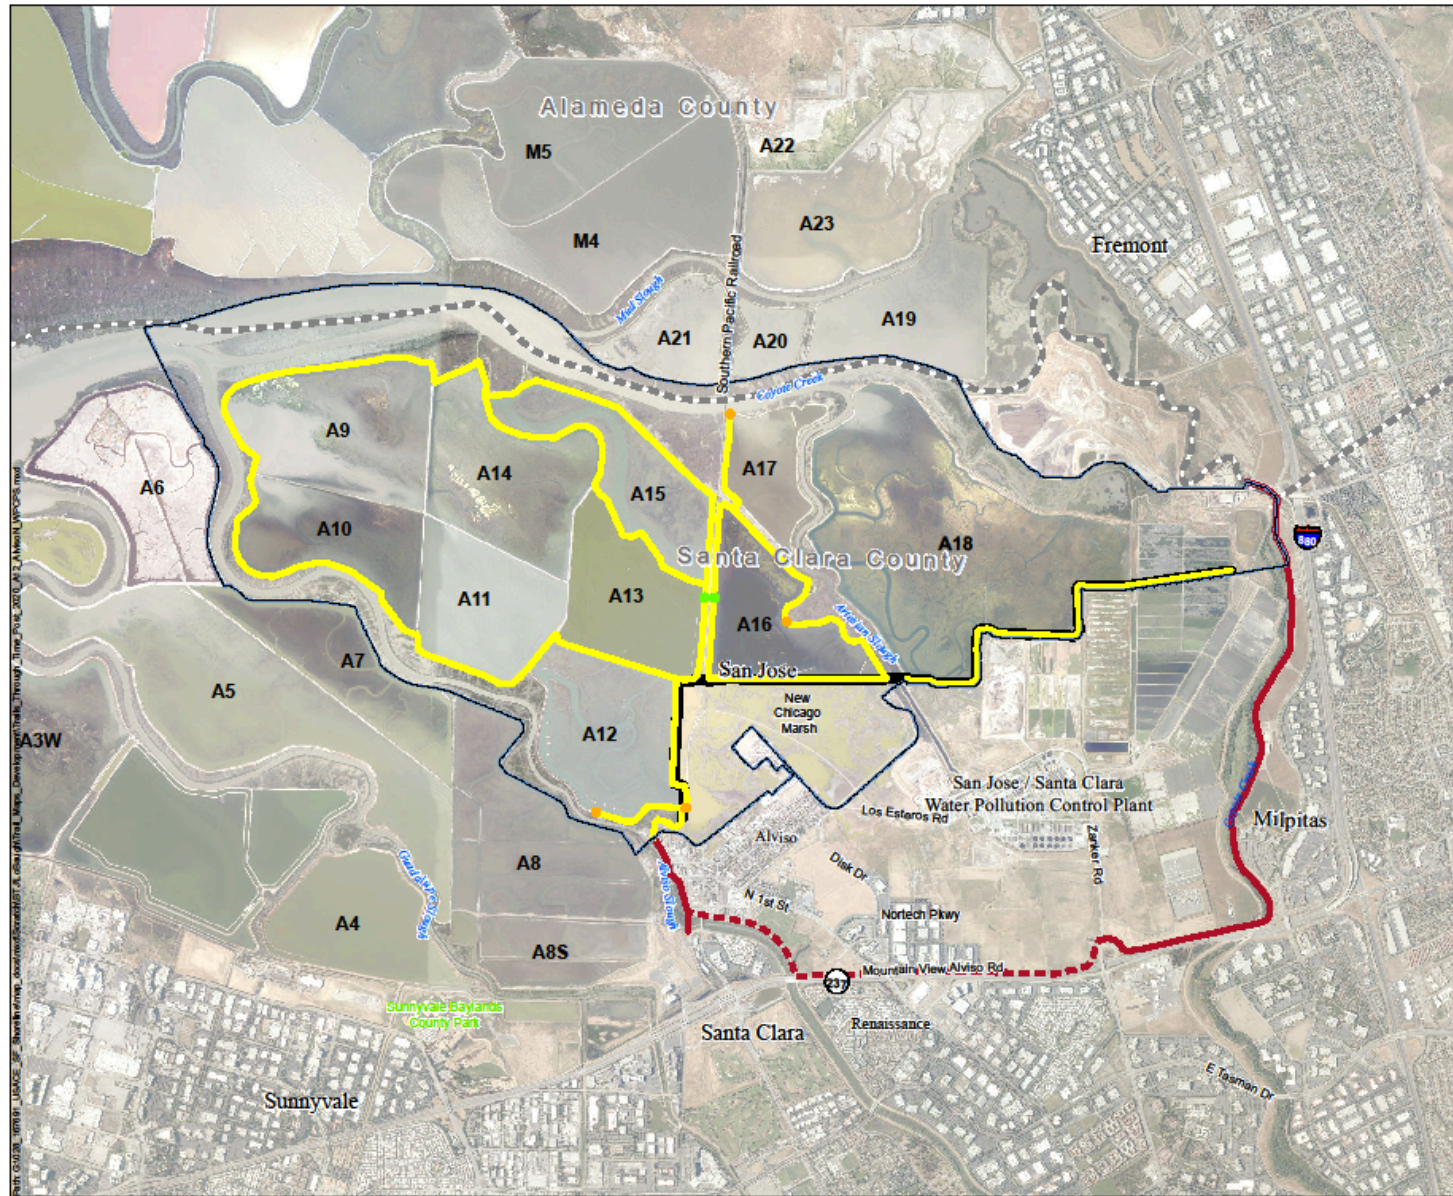 Alameda County
M5
A22
A23
M4
Fremont
Southern Pacific Railroad
Mud Slough
A19
A21
A20
Coyote Creek
A9
A14
A17
A6
A15
A10
A18
880
Santa Clara County
A11
A13
A16
Artesian Slough
San Jose
A7
A5
New
Chicago
Marsh
A12
A3W
San Jose / Santa Clara
Water Pollution Control Plant
Los Esteros Rd
Milpitas
Alviso
Zanker Rd
A8
Disk Dr
Guadalupe Slough
Alviso Slough
N 1st St
Nortech Pkwy
A4
A8S
Mountain View Alviso Rd
237
Sunnyvale Baylands
County Park
Renaissance
Santa Clara
E Tasman Dr
Sunnyvale